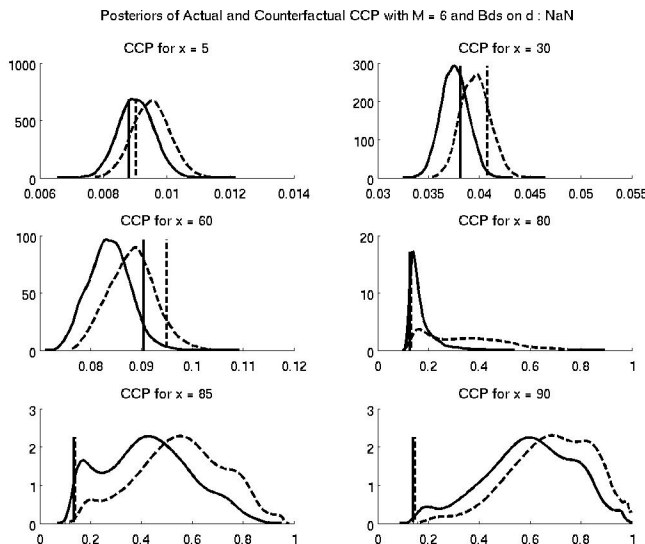 Posteriors of Actual and Counterfactual CCP with M = 6 and Bds on d : NaN
CCP for x = 5
1000
500
0
0.006 0.008 0.01 0.012 0.014
CCP for x = 30
300
200
100
0
0.03 0.035 0.04 0.045 0.05 0.055
CCP for x = 60
100
50
0
0.08 0.09 0.1 0.11 0.12
CCP for x = 80
20
15
10
5
0
0 0.2 0.4 0.6 0.8 1
CCP for x = 85
3
2
1
0
0 0.2 0.4 0.6 0.8 1
CCP for x = 90
3
2
1
0
0 0.2 0.4 0.6 0.8 1